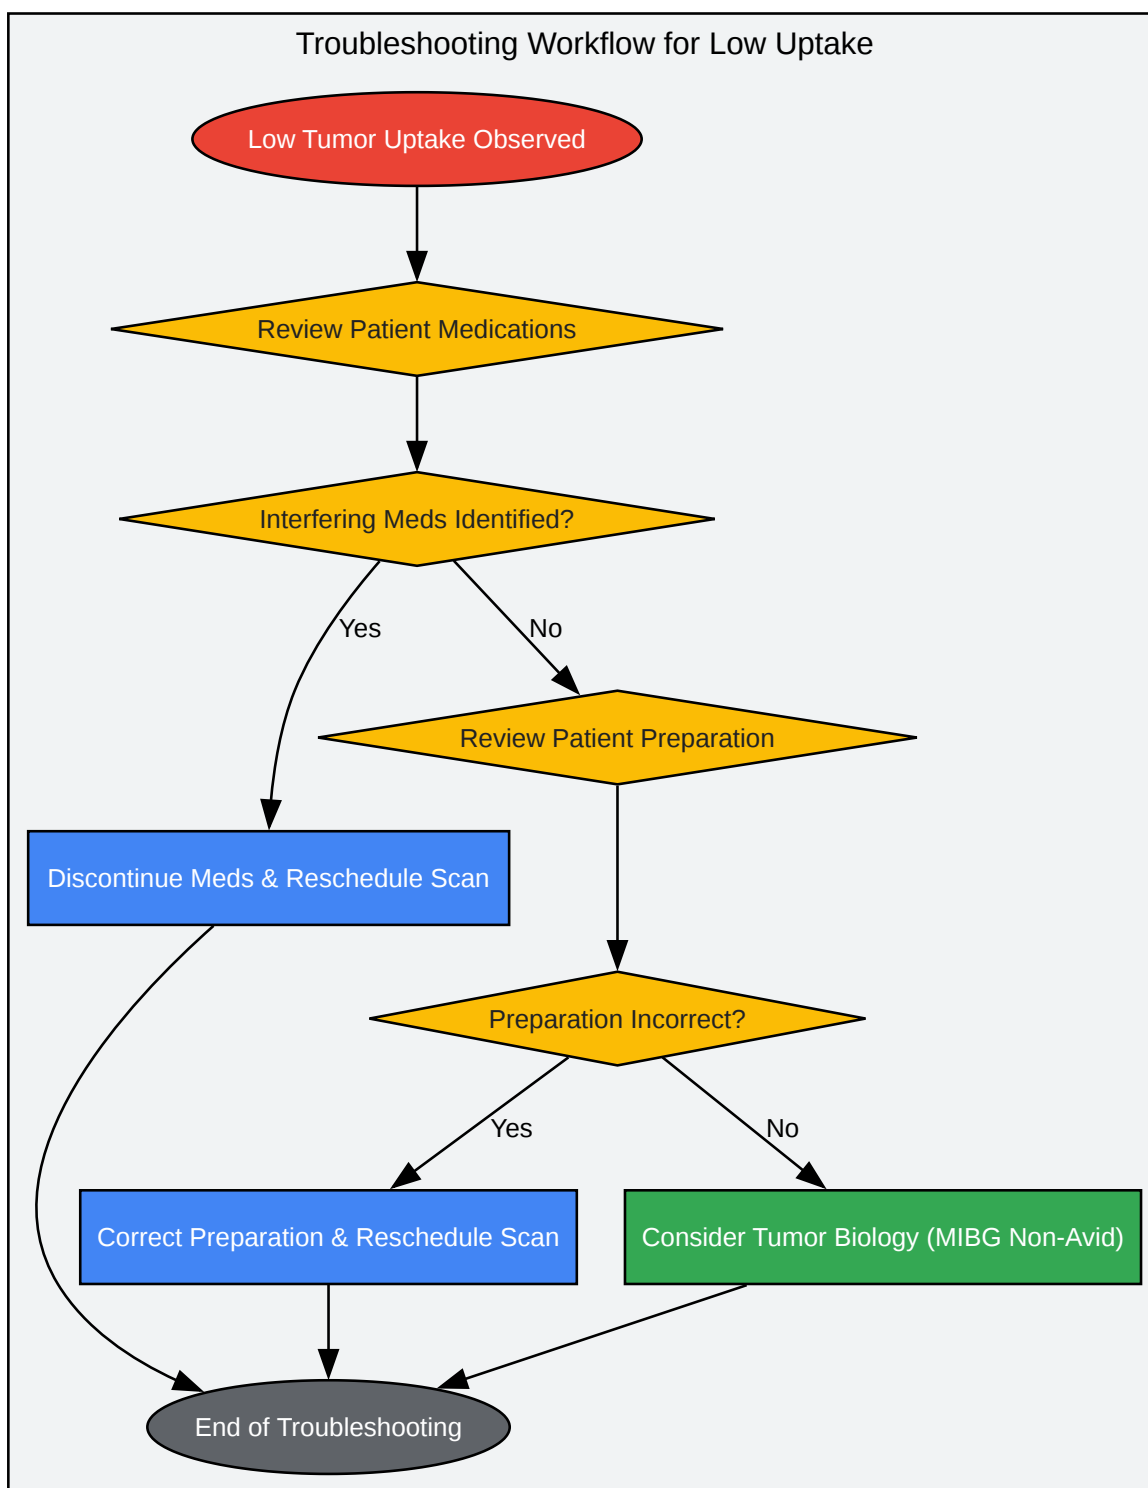 Troubleshooting Workflow for Low Uptake
Low Tumor Uptake Observed
Review Patient Medications
Interfering Meds Identified?
Yes
No
Review Patient Preparation
Discontinue Meds & Reschedule Scan
Preparation Incorrect?
Yes
No
Correct Preparation & Reschedule Scan
Consider Tumor Biology (MIBG Non-Avid)
End of Troubleshooting